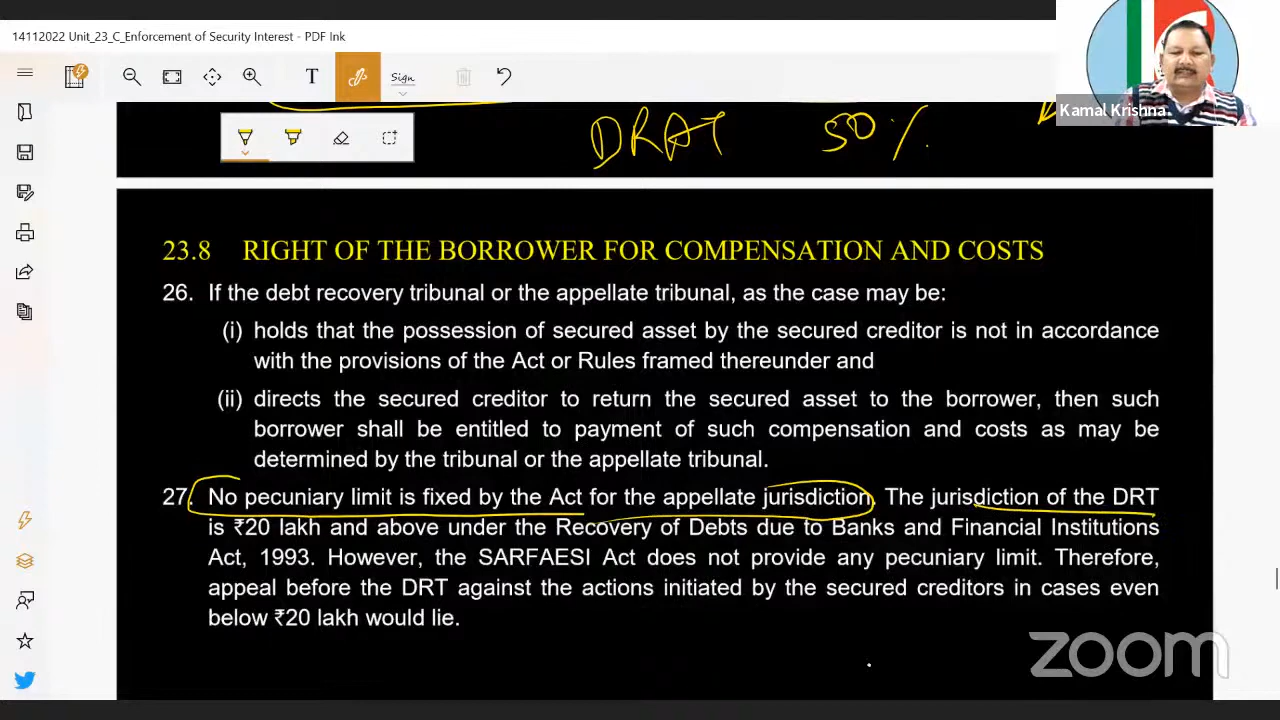 14112022 Unit_23_C_Enforcement of Security Interest - PDF Ink
T
Sign
Kamal Krishna
DRAT 50%
23.8 RIGHT OF THE BORROWER FOR COMPENSATION AND COSTS
26. If the debt recovery tribunal or the appellate tribunal, as the case may be:
(i) holds that the possession of secured asset by the secured creditor is not in accordance
with the provisions of the Act or Rules framed thereunder and
(ii) directs the secured creditor to return the secured asset to the borrower, then such
borrower shall be entitled to payment of such compensation and costs as may be
determined by the tribunal or the appellate tribunal.
27. No pecuniary limit is fixed by the Act for the appellate jurisdiction. The jurisdiction of the DRT
is ₹20 lakh and above under the Recovery of Debts due to Banks and Financial Institutions
Act, 1993. However, the SARFAESI Act does not provide any pecuniary limit. Therefore,
appeal before the DRT against the actions initiated by the secured creditors in cases even
below ₹20 lakh would lie.
zoom